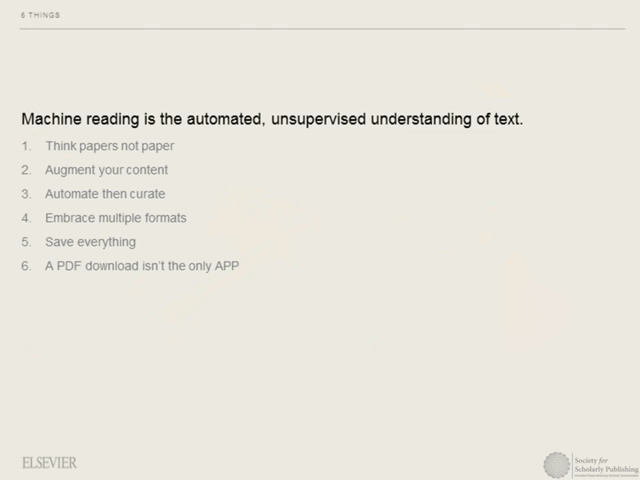 6 THINGS
Machine reading is the automated, unsupervised understanding of text.
1. Think papers not paper
2. Augment your content
3. Automate then curate
4. Embrace multiple formats
5. Save everything
6. A PDF download isn't the only APP
ELSEVIER
Society for
Scholarly Publishing